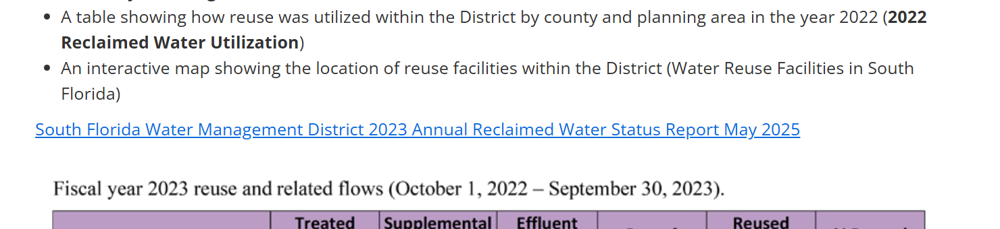 • A table showing how reuse was utilized within the District by county and planning area in the year 2022 (2022
Reclaimed Water Utilization)
• An interactive map showing the location of reuse facilities within the District (Water Reuse Facilities in South
Florida)
South Florida Water Management District 2023 Annual Reclaimed Water Status Report May 2025
Fiscal year 2023 reuse and related flows (October 1, 2022 – September 30, 2023).
Treated Supplemental Effluent Reused